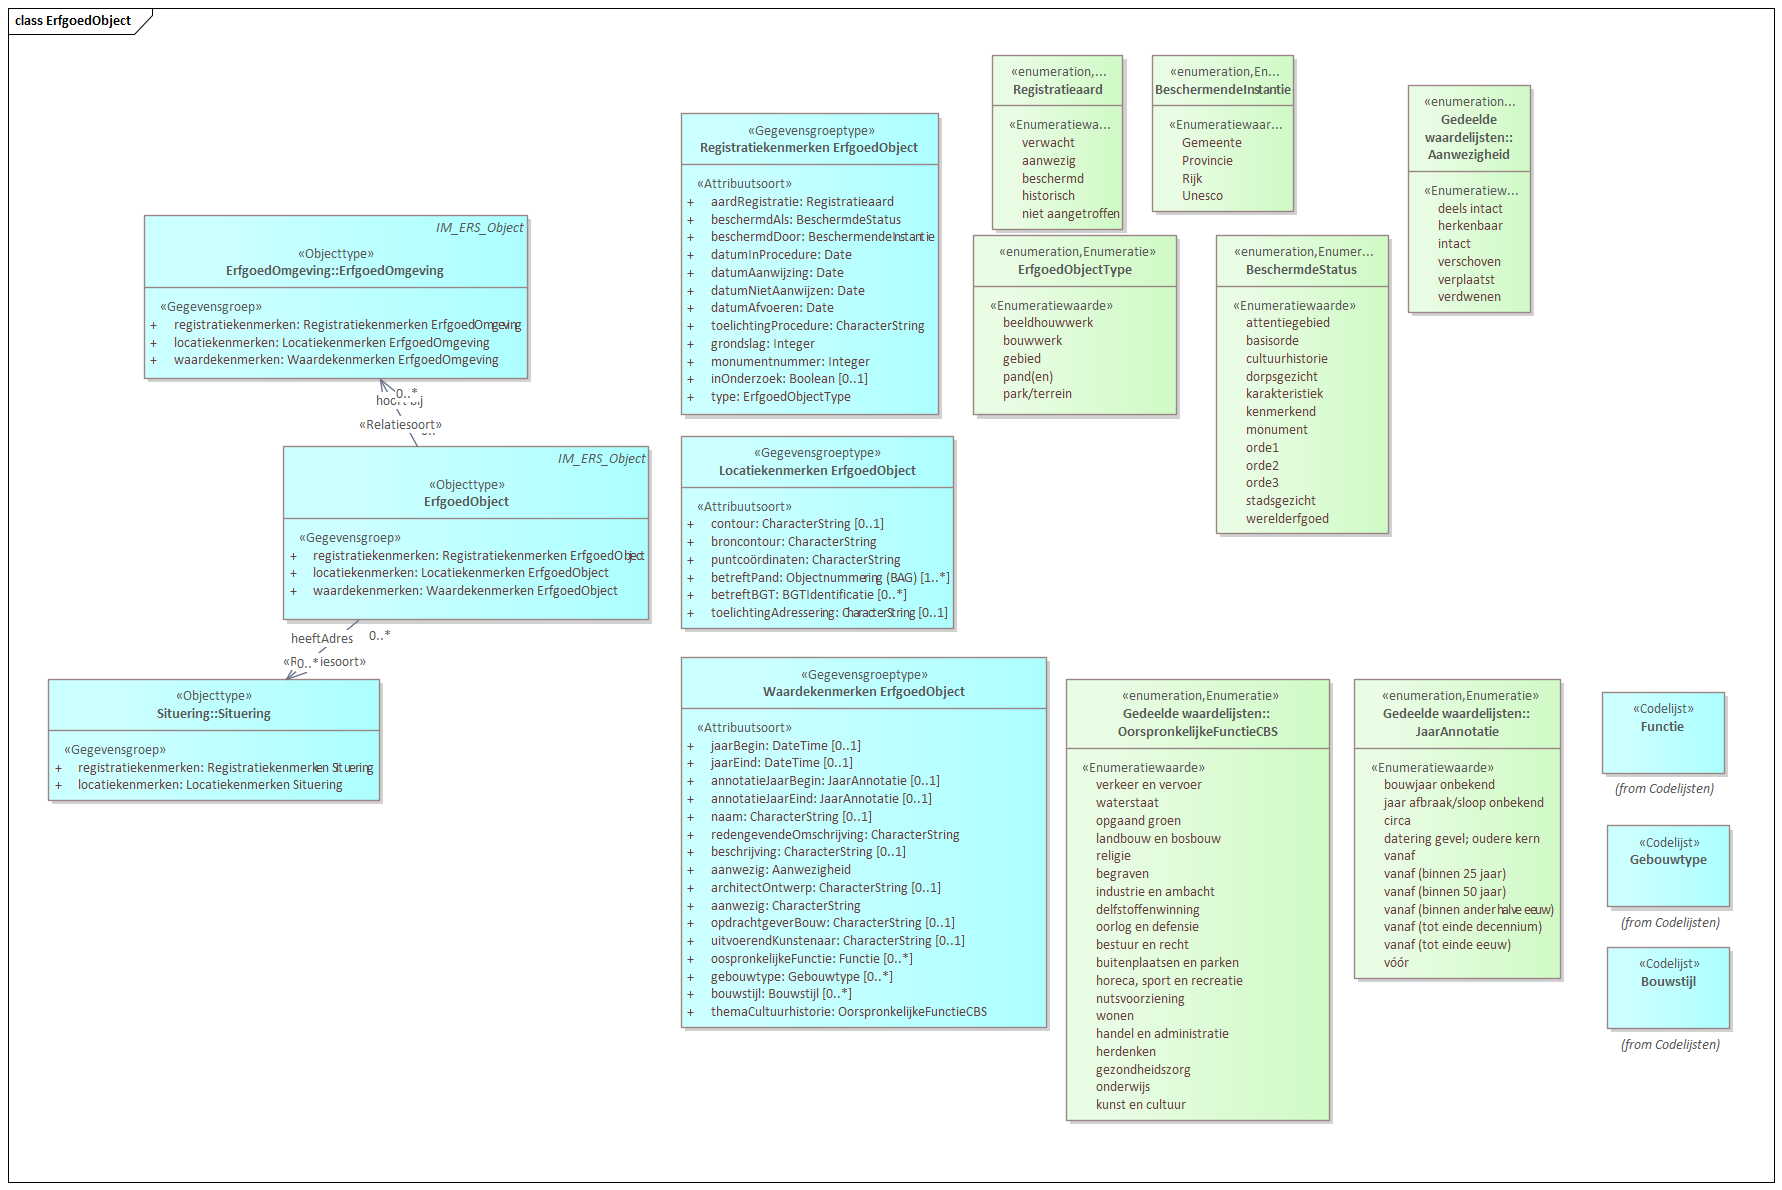 class ErfgoedObject
IM_ERS_Object
«Objecttype»
ErfgoedOmgeving::ErfgoedOmgeving
«Gegevensgroep»
+ registratiekenmerken: Registratiekenmerken ErfgoedOmgeving
+ locatiekenmerken: Locatiekenmerken ErfgoedOmgeving
+ waardekenmerken: Waardekenmerken ErfgoedOmgeving
0..*
«Relatiesoort»
IM_ERS_Object
«Objecttype»
ErfgoedObject
«Gegevensgroep»
+ registratiekenmerken: Registratiekenmerken ErfgoedObject
+ locatiekenmerken: Locatiekenmerken ErfgoedObject
+ waardekenmerken: Waardekenmerken ErfgoedObject
heeftAdres
0..*
0..*
«Objecttype»
Situering::Situering
«Gegevensgroep»
+ registratiekenmerken: Registratiekenmerken Situering
+ locatiekenmerken: Locatiekenmerken Situering
«Gegevensgroeptype»
Registratiekenmerken ErfgoedObject
«Attribuutsoort»
+ aardRegistratie: Registratieaard
+ beschermdAls: BeschermdeStatus
+ beschermdDoor: BeschermendeInstantie
+ datumInProcedure: Date
+ datumAanwijzing: Date
+ datumNietAanwijzen: Date
+ datumAfvoeren: Date
+ toelichtingProcedure: CharacterString
+ grondslag: Integer
+ monumentnummer: Integer
+ inOnderzoek: Boolean [0..1]
+ type: ErfgoedObjectType
«Gegevensgroeptype»
Locatiekenmerken ErfgoedObject
«Attribuutsoort»
+ contour: CharacterString [0..1]
+ broncontour: CharacterString
+ puntcoördinaten: CharacterString
+ betreftPand: Objectnummering (BAG) [1..*]
+ betreftBGT: BGTIdentificatie [0..*]
+ toelichtingAdressering: CharacterString [0..1]
«Gegevensgroeptype»
Waardekenmerken ErfgoedObject
«Attribuutsoort»
+ jaarBegin: DateTime [0..1]
+ jaarEind: DateTime [0..1]
+ annotatieJaarBegin: JaarAnnotatie [0..1]
+ annotatieJaarEind: JaarAnnotatie [0..1]
+ naam: CharacterString [0..1]
+ redengevendeOmschrijving: CharacterString
+ beschrijving: CharacterString [0..1]
+ aanwezig: Aanwezigheid
+ architectOntwerp: CharacterString [0..1]
+ aanwezig: CharacterString
+ opdrachtgeverBouw: CharacterString [0..1]
+ uitvoerendKunstenaar: CharacterString [0..1]
+ oospronkelijkeFunctie: Functie [0..*]
+ gebouwtype: Gebouwtype [0..*]
+ bouwstijl: Bouwstijl [0..*]
+ themaCultuurhistorie: OorspronkelijkeFunctieCBS
«enumeration,...
Registratieaard
«Enumeratiewa...
verwacht
aanwezig
beschermd
historisch
niet aangetroffen
«enumeration,En...
BeschermendeInstantie
«Enumeratiewaar...
Gemeente
Provincie
Rijk
Unesco
«enumeration...
Gedeelde
waardelijsten::
Aanwezigheid
«Enumeratiew...
deels intact
herkenbaar
intact
verschoven
verplaatst
verdwenen
«enumeration,Enumeratie»
ErfgoedObjectType
«Enumeratiewaarde»
beeldhouwwerk
bouwwerk
gebied
pand(en)
park/terrein
«enumeration,Enumer...
BeschermdeStatus
«Enumeratiewaarde»
attentiegebied
basisorde
cultuurhistorie
dorpsgezicht
karakteristiek
kenmerkend
monument
orde1
orde2
orde3
stadsgezicht
werelderfgoed
«enumeration,Enumeratie»
Gedeelde waardelijsten::
OorspronkelijkeFunctieCBS
«Enumeratiewaarde»
verkeer en vervoer
waterstaat
opgaand groen
landbouw en bosbouw
religie
begraven
industrie en ambacht
delfstoffenwinning
oorlog en defensie
bestuur en recht
buitenplaatsen en parken
horeca, sport en recreatie
nutsvoorziening
wonen
handel en administratie
herdenken
gezondheidszorg
onderwijs
kunst en cultuur
«enumeration,Enumeratie»
Gedeelde waardelijsten::
JaarAnnotatie
«Enumeratiewaarde»
bouwjaar onbekend
jaar afbraak/sloop onbekend
circa
datering gevel; oudere kern
vanaf
vanaf (binnen 25 jaar)
vanaf (binnen 50 jaar)
vanaf (binnen anderhalve eeuw)
vanaf (tot einde decennium)
vanaf (tot einde eeuw)
vóór
«Codelijst»
Functie
(from Codelijsten)
«Codelijst»
Gebouwtype
(from Codelijsten)
«Codelijst»
Bouwstijl
(from Codelijsten)